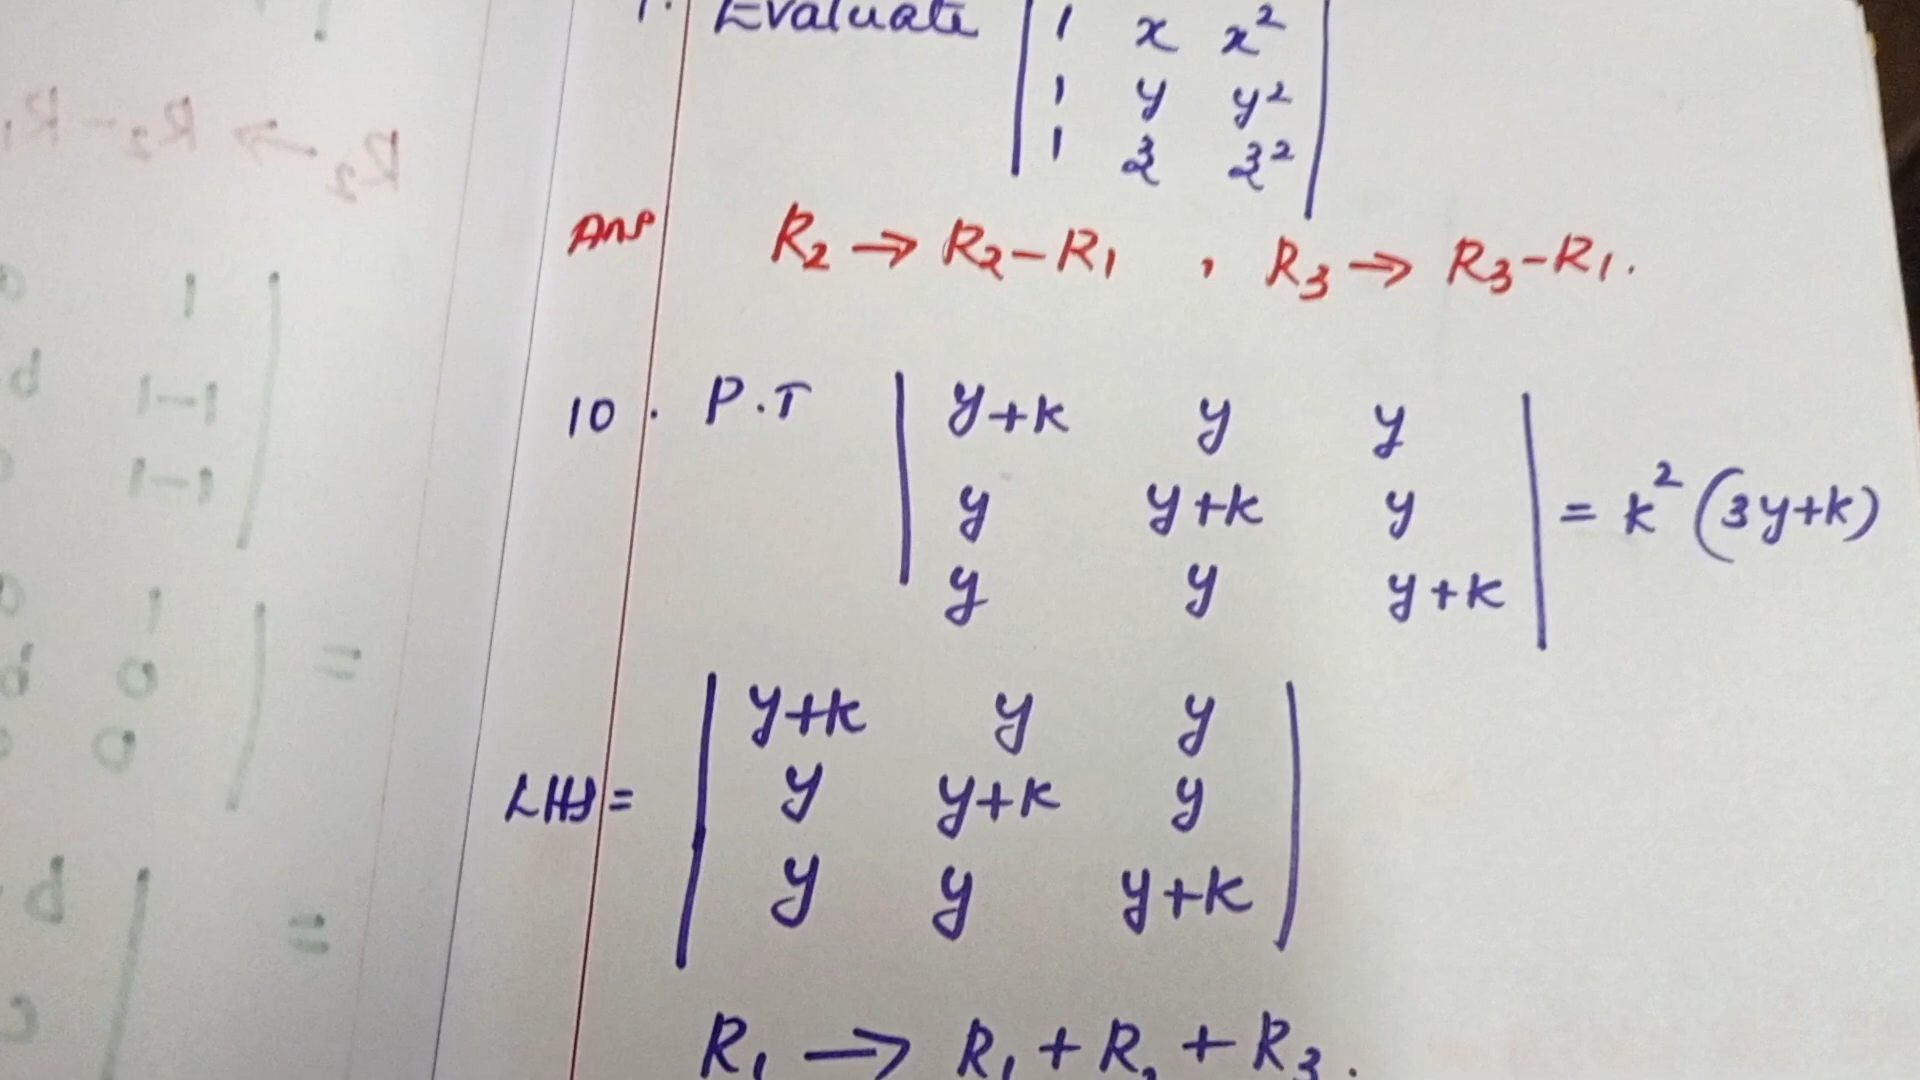 Evaluate | 1 x x² |
| 1 y y² |
| 1 z z² |
Ans R₂ → R₂-R₁ , R₃ → R₃-R₁.
10. P.T | y+k y y |
| y y+k y | = k² (3y+k)
| y y y+k |
| y+k y y |
LHS = | y y+k y |
| y y y+k |
R₁ → R₁ + R₂ + R₃.